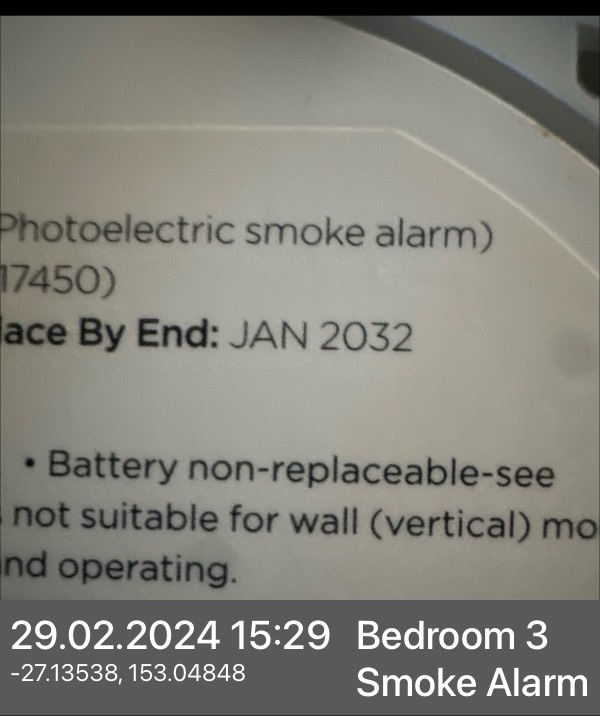 Photoelectric smoke alarm)
17450)
lace By End: JAN 2032
• Battery non-replaceable-see
not suitable for wall (vertical) mo
nd operating.
29.02.2024 15:29
-27.13538, 153.04848
Bedroom 3
Smoke Alarm